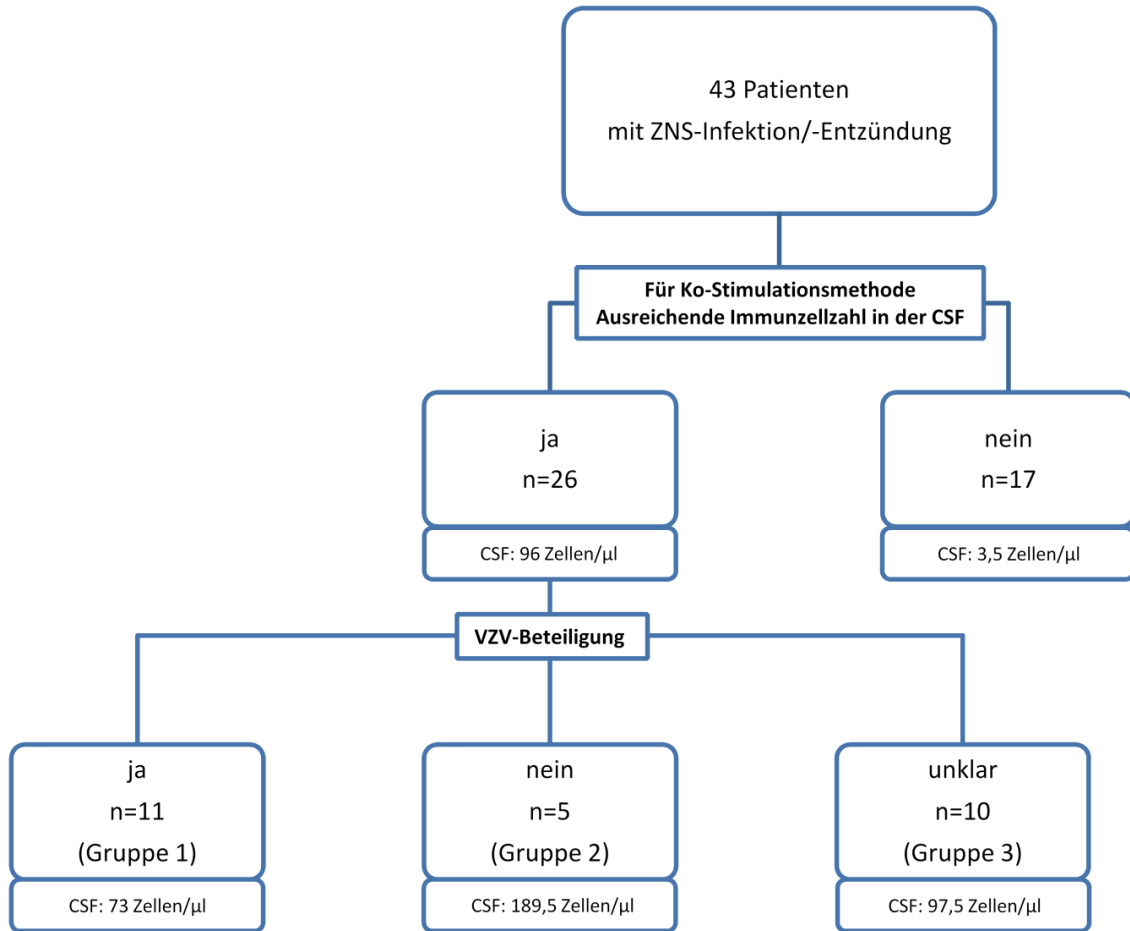 43 Patienten
mit ZNS-Infektion/-Entzündung
Für Ko-Stimulationsmethode
Ausreichende Immunzellzahl in der CSF
ja
n=26
CSF: 96 Zellen/µl
nein
n=17
CSF: 3,5 Zellen/µl
VZV-Beteiligung
ja
n=11
(Gruppe 1)
CSF: 73 Zellen/µl
nein
n=5
(Gruppe 2)
CSF: 189,5 Zellen/µl
unklar
n=10
(Gruppe 3)
CSF: 97,5 Zellen/µl